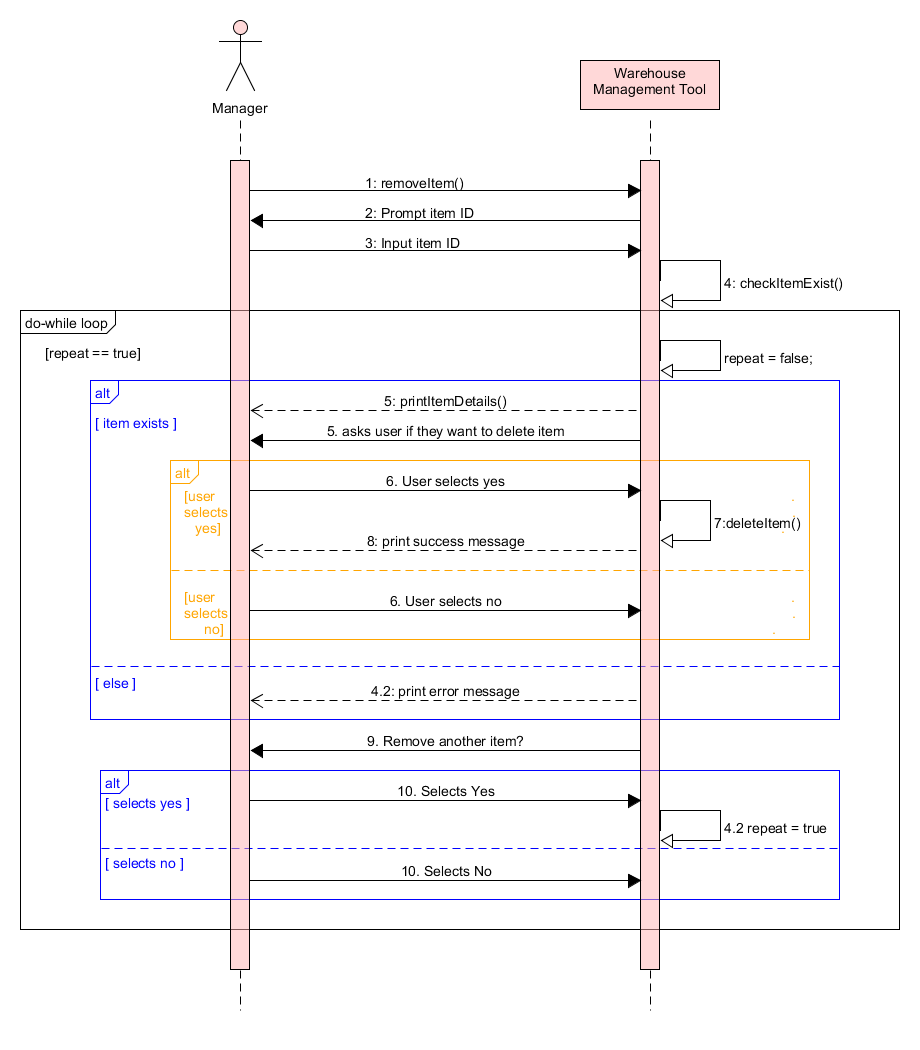 Manager
Warehouse
Management Tool
1: removeItem()
2: Prompt item ID
3: Input item ID
4: checkItemExist()
do-while loop
[repeat == true]
repeat = false;
alt
5: printItemDetails()
[ item exists ]
5. asks user if they want to delete item
alt
6. User selects yes
[user
selects
yes]
7:deleteItem()
8: print success message
[user
selects
no]
6. User selects no
[ else ]
4.2: print error message
9. Remove another item?
alt
10. Selects Yes
[ selects yes ]
4.2 repeat = true
[ selects no ]
10. Selects No